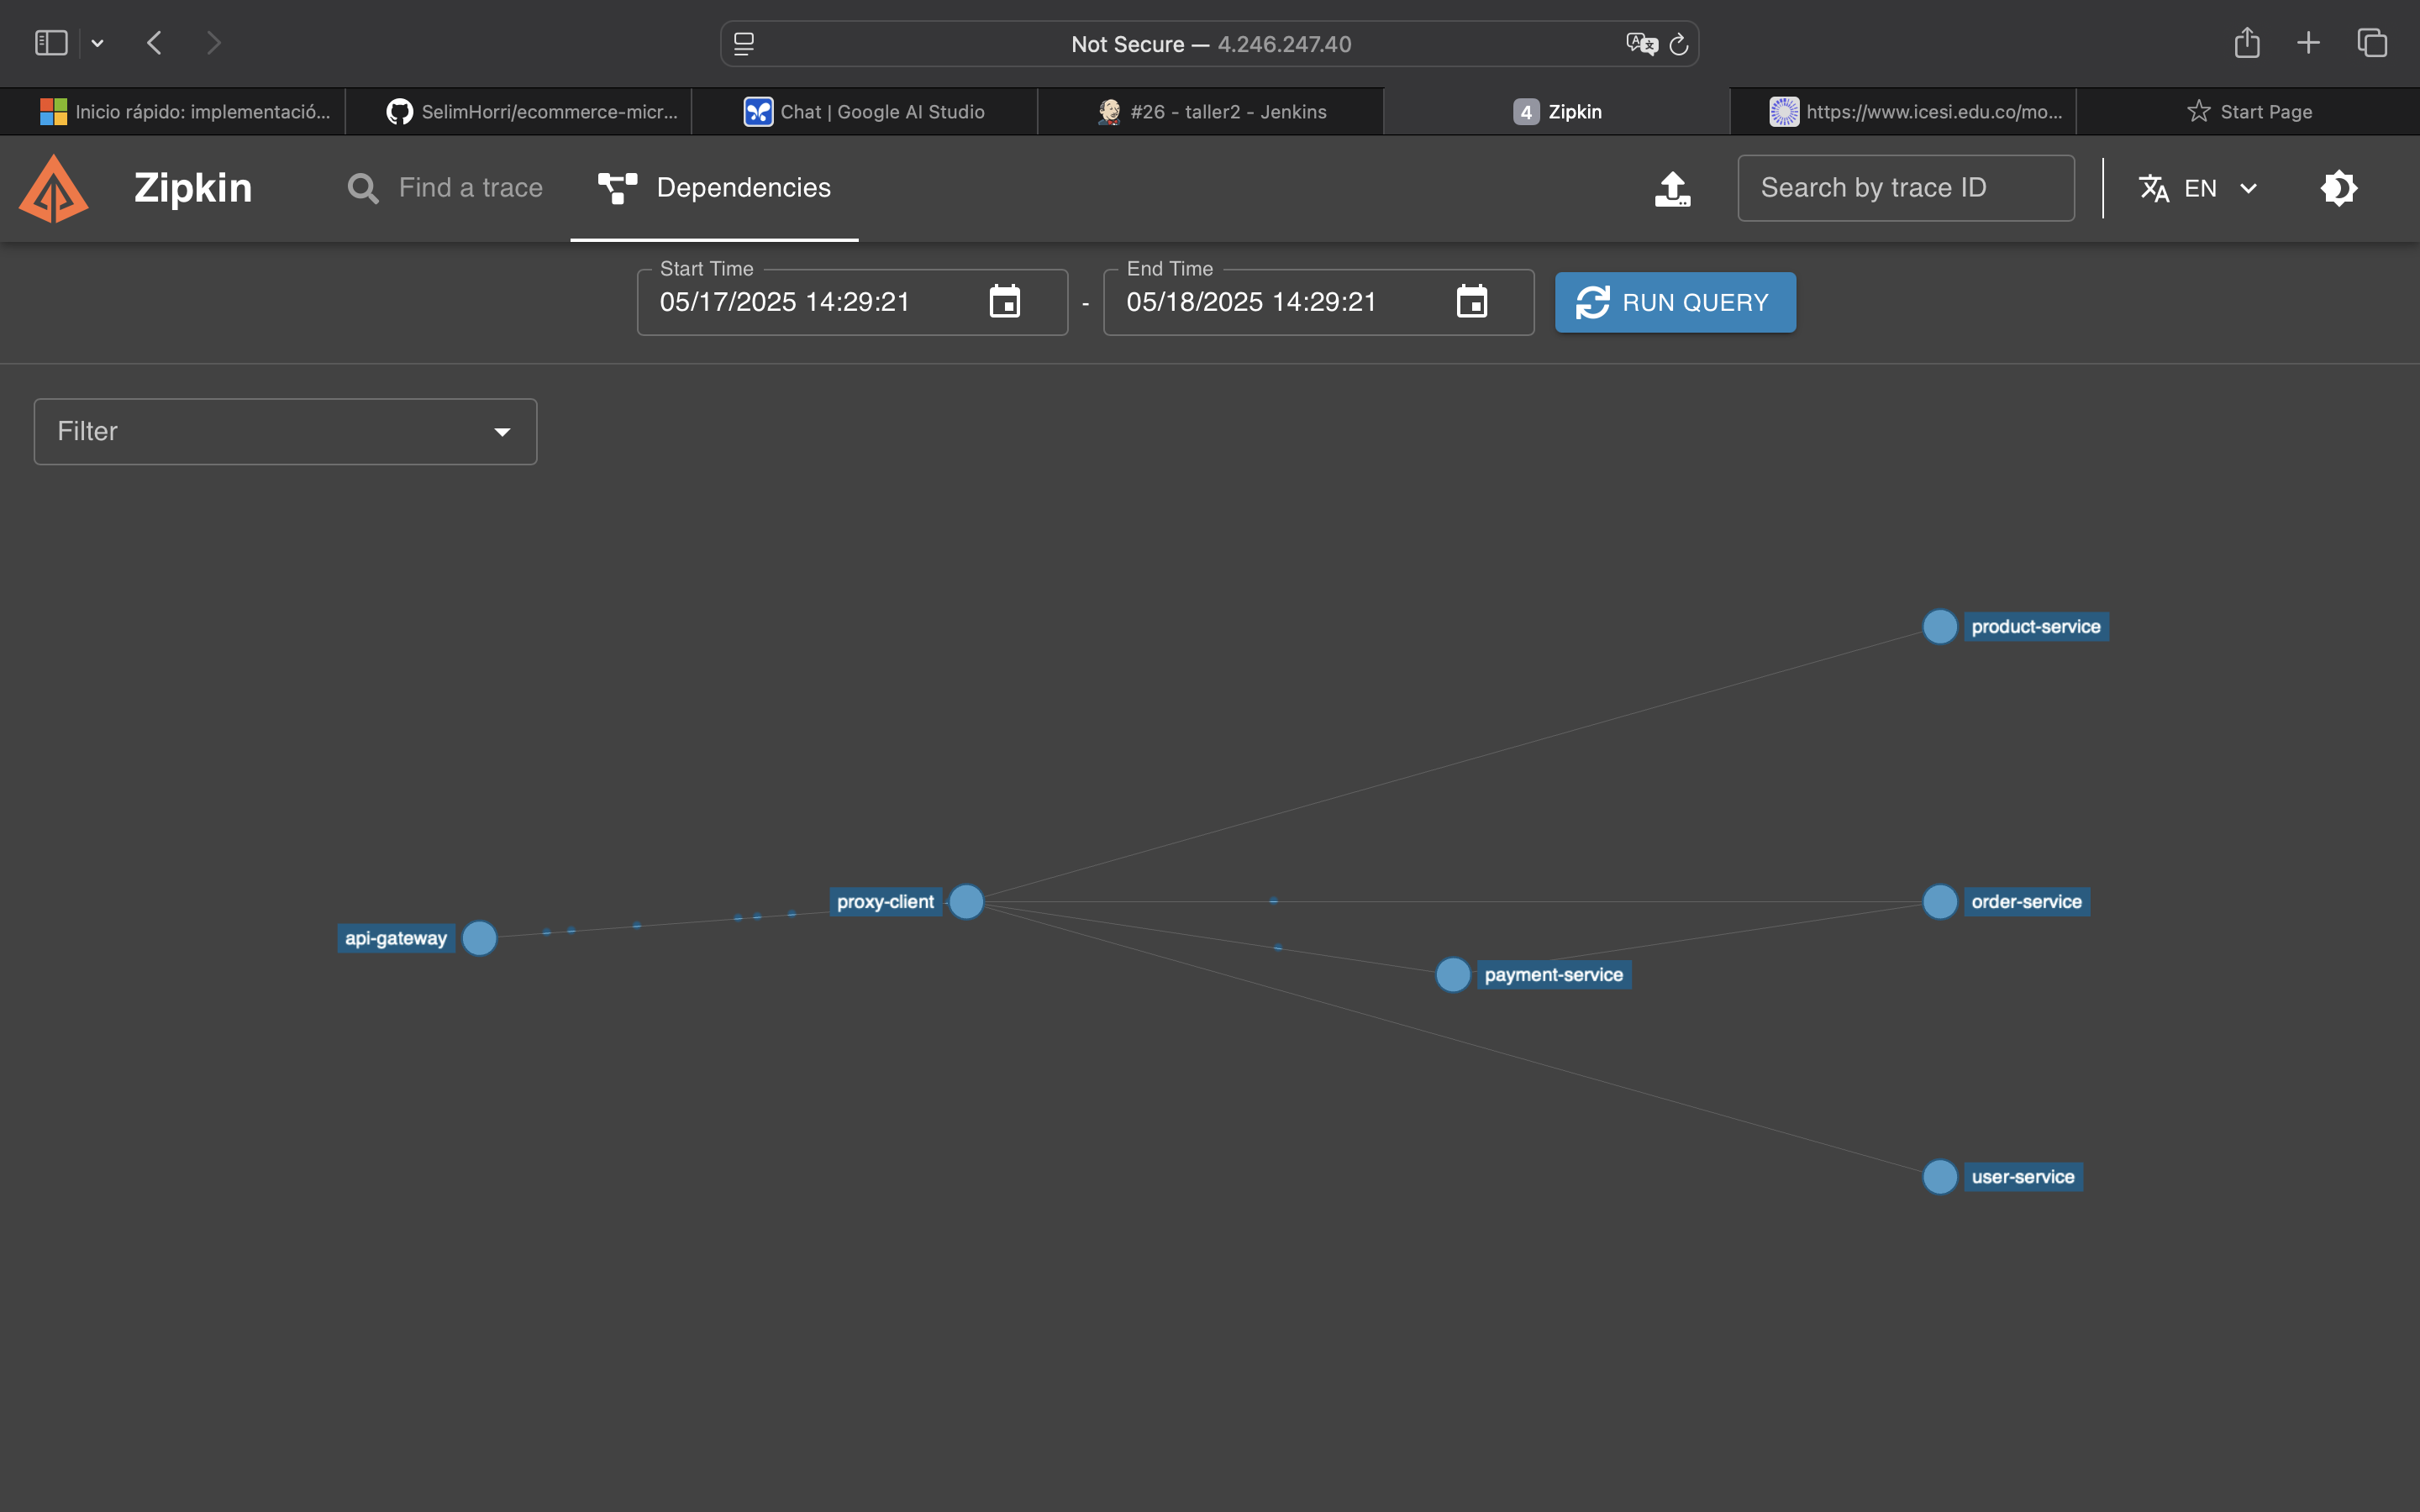 Not Secure — 4.246.247.40
Inicio rápido: implementació...
SelimHorri/ecommerce-micr...
Chat | Google AI Studio
#26 - taller2 - Jenkins
4 Zipkin
https://www.icesi.edu.co/mo...
Start Page
Zipkin
Find a trace
Dependencies
Search by trace ID
EN
Start Time
05/17/2025 14:29:21
-
End Time
05/18/2025 14:29:21
RUN QUERY
Filter
product-service
proxy-client
order-service
api-gateway
payment-service
user-service